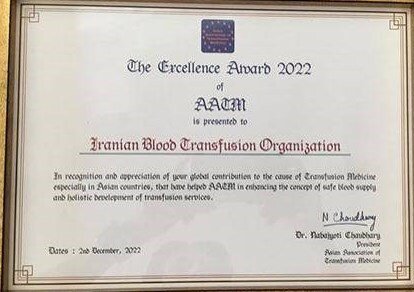 The Excellence Award 2022
of
AATM
is presented to
Iranian Blood Transfusion Organization
In recognition and appreciation of your global contribution to the cause of Transfusion Medicine
especially in Asian countries, that have helped AATM in enhancing the concept of safe blood supply
and holistic development of transfusion services.
N Choudhury
Dr. Nabajyoti Choudhury
President
Asian Association of
Transfusion Medicine
Dates : 2nd December, 2022